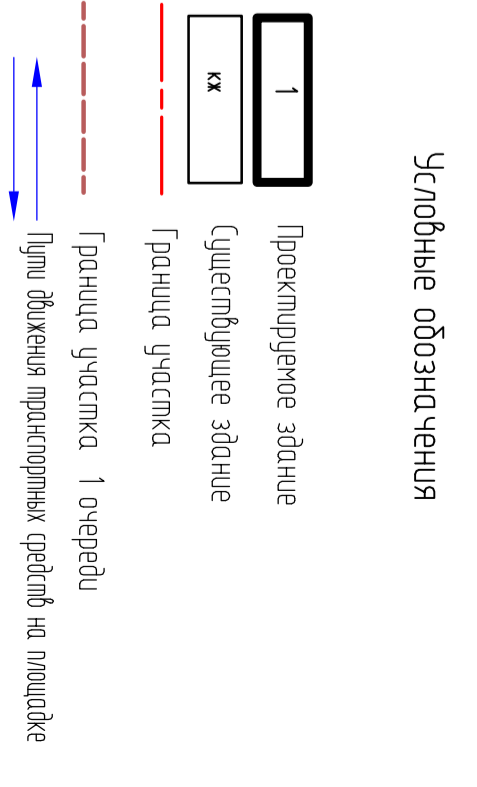 Условные обозначения
1 Проектируемое здание
кж Существующее здание
Граница участка
Граница участка 1 очереди
Пути движения транспортных средств на площадке